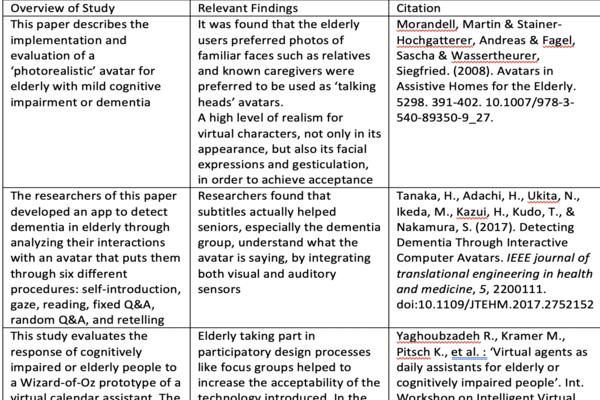 Overview of Study
Relevant Findings
Citation
This paper describes the
implementation and
evaluation of a
‘photorealistic’ avatar for
elderly with mild cognitive
impairment or dementia
It was found that the elderly
users preferred photos of
familiar faces such as relatives
and known caregivers were
preferred to be used as ‘talking
heads’ avatars.
A high level of realism for
virtual characters, not only in its
appearance, but also its facial
expressions and gesticulation,
in order to achieve acceptance
Morandell, Martin & Stainer-
Hochgatterer, Andreas & Fagel,
Sascha & Wassertheurer,
Siegfried. (2008). Avatars in
Assistive Homes for the Elderly.
5298. 391-402. 10.1007/978-3-
540-89350-9_27.
The researchers of this paper
developed an app to detect
dementia in elderly through
analyzing their interactions
with an avatar that puts them
through six different
procedures: self-introduction,
gaze, reading, fixed Q&A,
random Q&A, and retelling
Researchers found that
subtitles actually helped
seniors, especially the dementia
group, understand what the
avatar is saying, by integrating
both visual and auditory
sensors
Tanaka, H., Adachi, H., Ukita, N.,
Ikeda, M., Kazui, H., Kudo, T., &
Nakamura, S. (2017). Detecting
Dementia Through Interactive
Computer Avatars. IEEE journal of
translational engineering in health
and medicine, 5, 2200111.
doi:10.1109/JTEHM.2017.2752152
This study evaluates the
response of cognitively
impaired or elderly people to
a Wizard-of-Oz prototype of a
virtual calendar assistant. The
Elderly taking part in
participatory design processes
like focus groups helped to
increase the acceptability of the
technology introduced. In the
Yaghoubzadeh R., Kramer M.,
Pitsch K., et al. : ‘Virtual agents as
daily assistants for elderly or
cognitively impaired people’. Int.
Workshop on Intelligent Virtual